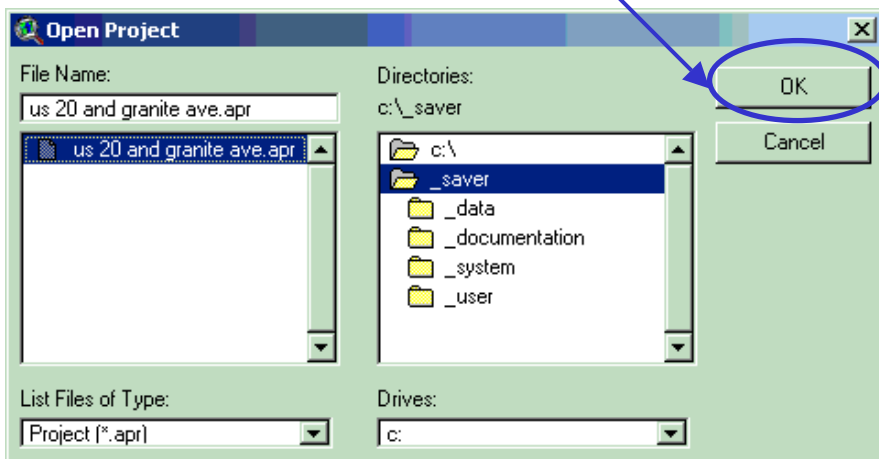 Open Project
File Name:
us 20 and granite ave.apr
us 20 and granite ave.apr
List Files of Type:
Project (*.apr)
Directories:
c:\_saver
c:\
_saver
_data
_documentation
_system
_user
Drives:
c:
OK
Cancel